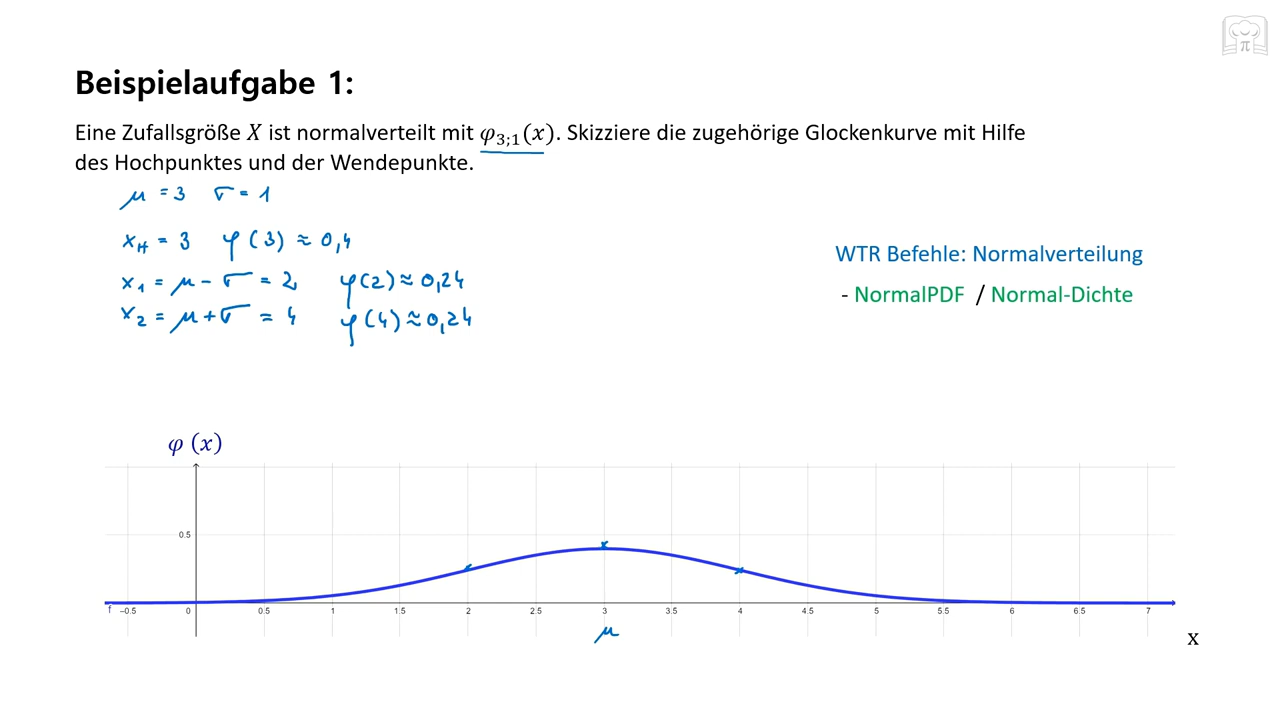 Beispielaufgabe 1:
Eine Zufallsgröße X ist normalverteilt mit φ₃;₁(x). Skizziere die zugehörige Glockenkurve mit Hilfe
des Hochpunktes und der Wendepunkte.
μ = 3 σ = 1
x_H = 3 φ(3) ≈ 0,4
x₁ = μ − σ = 2 φ(2) ≈ 0,24
x₂ = μ + σ = 4 φ(4) ≈ 0,24
WTR Befehle: Normalverteilung
- NormalPDF / Normal-Dichte
φ (x)
0.5
f −0.5 0 0.5 1 1.5 2 2.5 3 3.5 4 4.5 5 5.5 6 6.5 7
μ
x
π